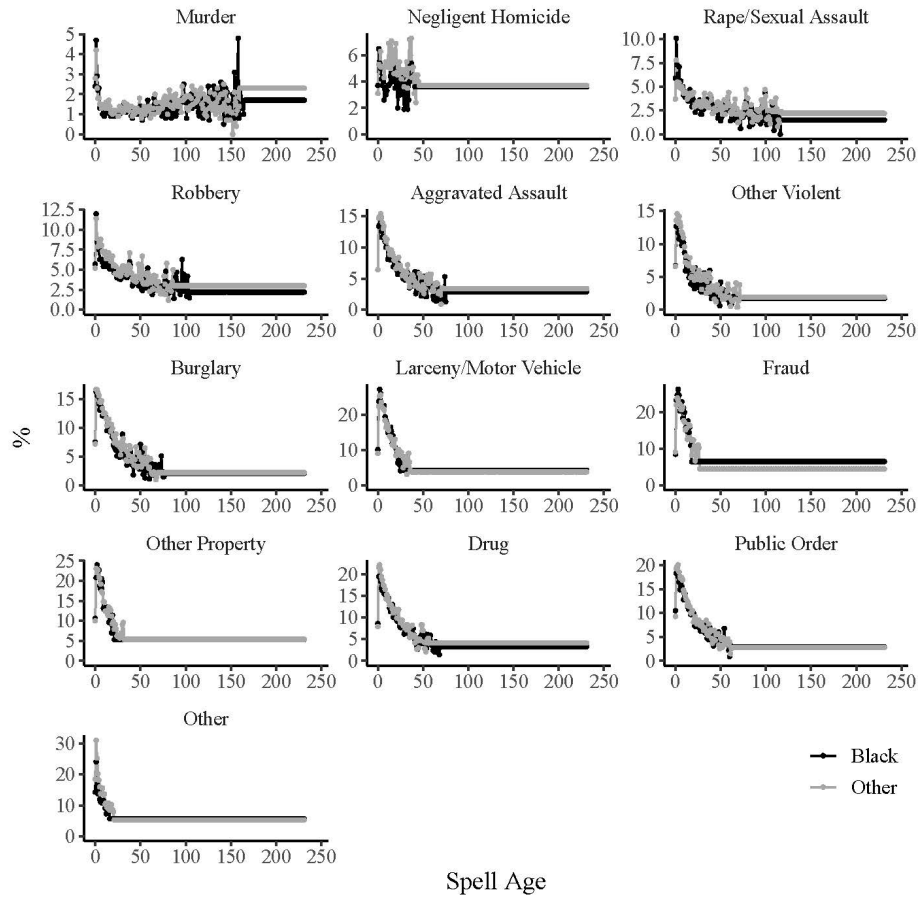 Murder
5
4
3
2
1
0
0 50 100 150 200 250
Negligent Homicide
6
4
2
0
0 50 100 150 200 250
Rape/Sexual Assault
10.0
7.5
5.0
2.5
0.0
0 50 100 150 200 250
Robbery
12.5
10.0
7.5
5.0
2.5
0.0
0 50 100 150 200 250
Aggravated Assault
15
10
5
0
0 50 100 150 200 250
Other Violent
15
10
5
0
0 50 100 150 200 250
Burglary
15
10
5
0
0 50 100 150 200 250
Larceny/Motor Vehicle
20
10
0
0 50 100 150 200 250
Fraud
20
10
0
0 50 100 150 200 250
%
Other Property
25
20
15
10
5
0
0 50 100 150 200 250
Drug
20
15
10
5
0
0 50 100 150 200 250
Public Order
20
15
10
5
0
0 50 100 150 200 250
Other
30
20
10
0
0 50 100 150 200 250
Black
Other
Spell Age